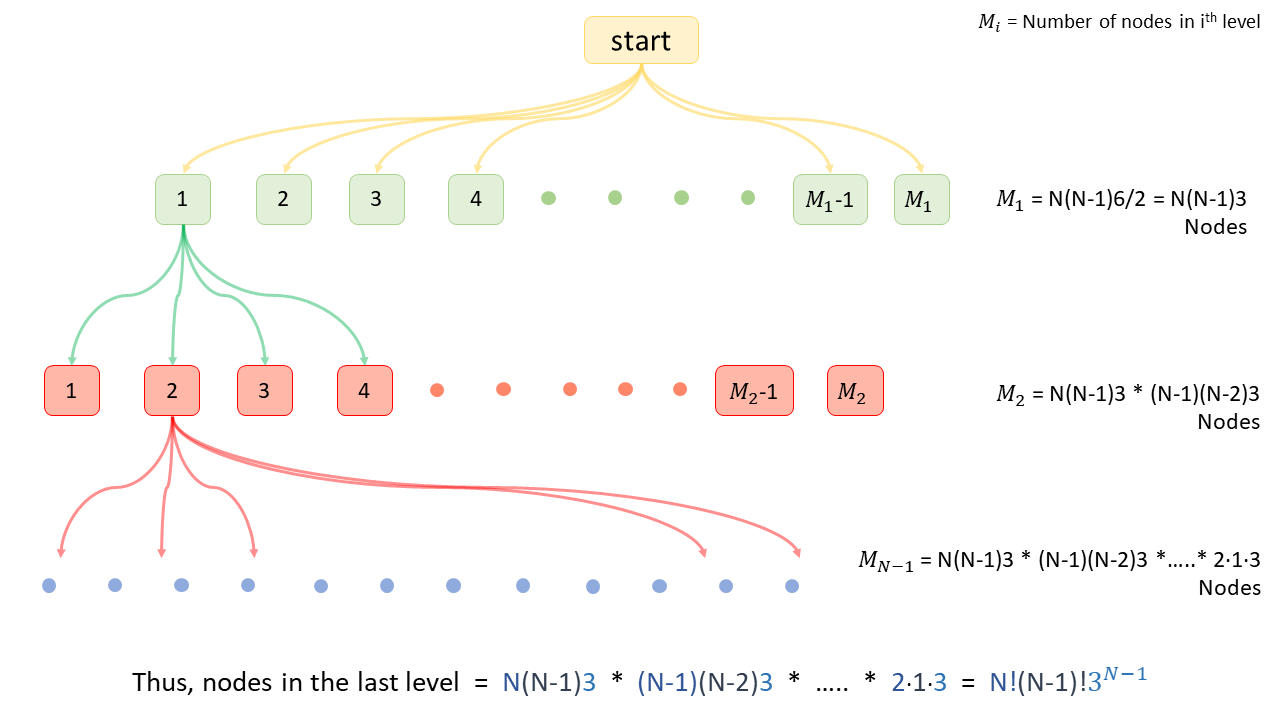 M_i = Number of nodes in i^th level
start
1 2 3 4 M_1-1 M_1
M_1 = N(N-1)6/2 = N(N-1)3
Nodes
1 2 3 4 M_2-1 M_2
M_2 = N(N-1)3 * (N-1)(N-2)3
Nodes
M_{N-1} = N(N-1)3 * (N-1)(N-2)3 *…..* 2·1·3
Nodes
Thus, nodes in the last level = N(N-1)3 * (N-1)(N-2)3 * ….. * 2·1·3 = N!(N-1)!3^{N-1}